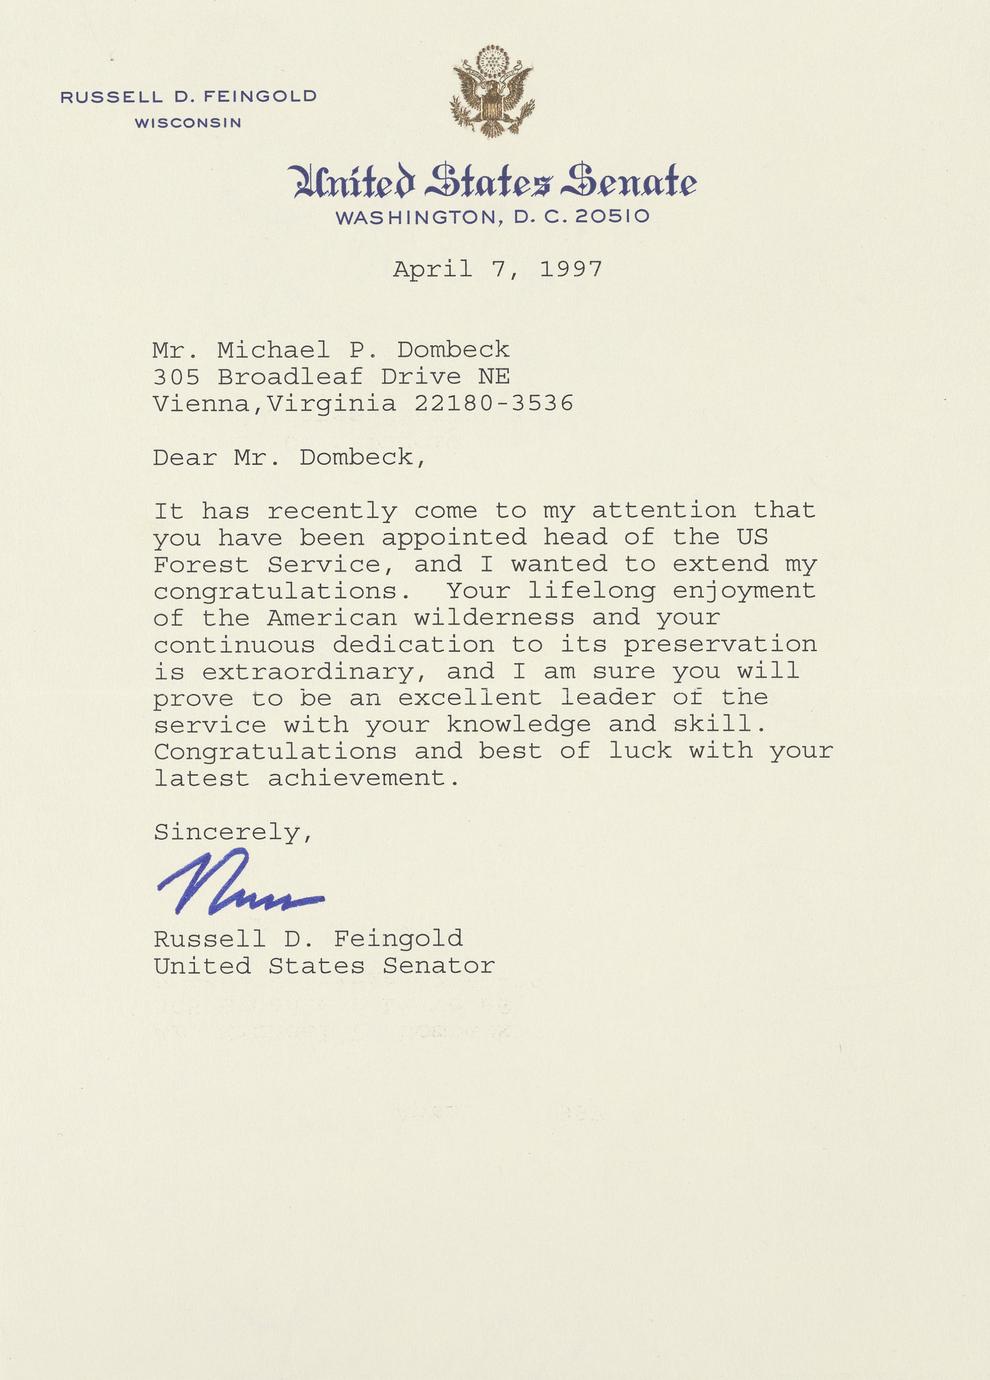 RUSSELL D. FEINGOLD
WISCONSIN
United States Senate
WASHINGTON, D. C. 20510
April 7, 1997
Mr. Michael P. Dombeck
305 Broadleaf Drive NE
Vienna,Virginia 22180-3536
Dear Mr. Dombeck,
It has recently come to my attention that
you have been appointed head of the US
Forest Service, and I wanted to extend my
congratulations.  Your lifelong enjoyment
of the American wilderness and your
continuous dedication to its preservation
is extraordinary, and I am sure you will
prove to be an excellent leader of the
service with your knowledge and skill.
Congratulations and best of luck with your
latest achievement.
Sincerely,
Russell D. Feingold
United States Senator